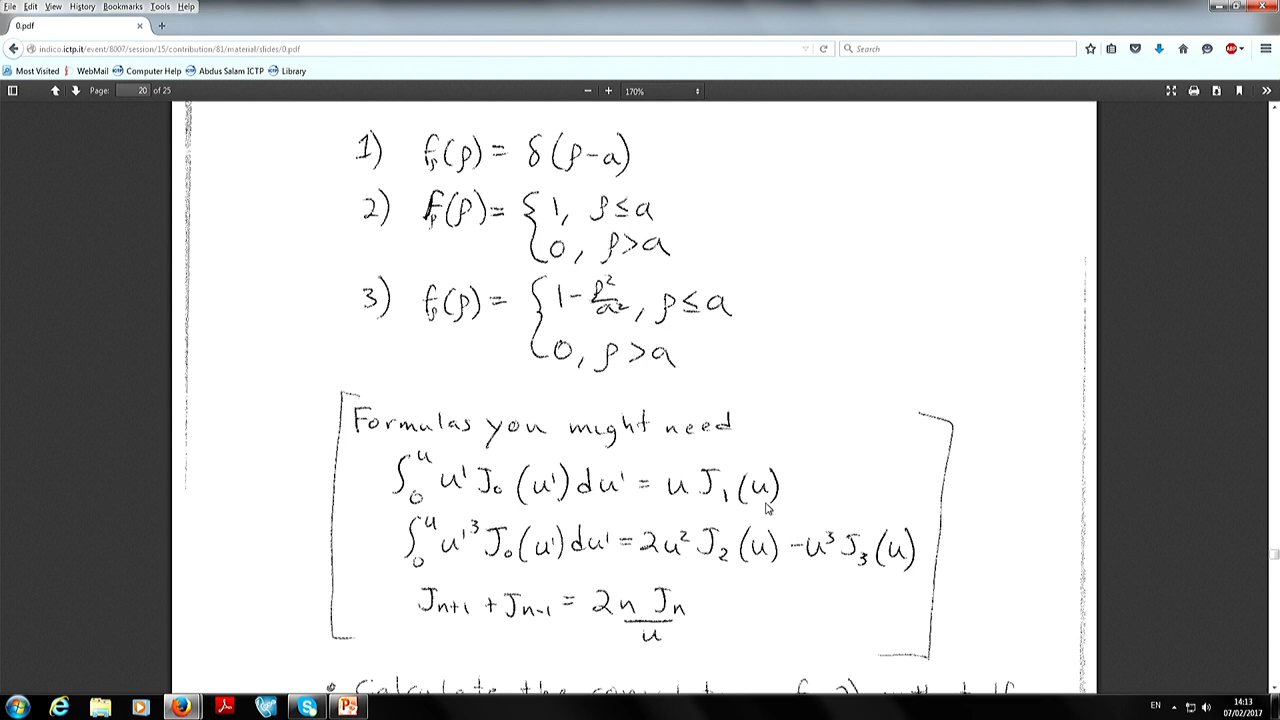 File Edit View History Bookmarks Tools Help
0.pdf
indico.ictp.it/event/8007/session/15/contribution/81/material/slides/0.pdf
Search
Most Visited WebMail Computer Help Abdus Salam ICTP Library
Page: 20 of 25
170%
1) f(ρ) = δ(ρ-a)
2) f(ρ) = { 1, ρ≤a
0, ρ>a
3) f(ρ) = { 1-ρ²/a², ρ≤a
0, ρ>a
Formulas you might need
∫₀ᵘ u' J₀(u')du' = u J₁(u)
∫₀ᵘ u'³ J₀(u')du' = 2u² J₂(u) - u³ J₃(u)
Jₙ₊₁ + Jₙ₋₁ = 2n Jₙ/u
• Calculate the
EN
14:13
07/02/2017